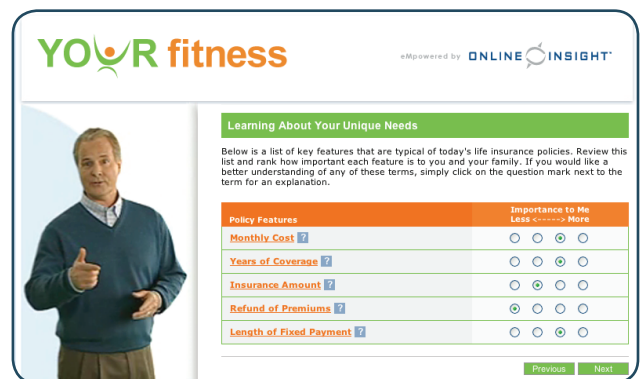 YOUR fitness
eMpowered by ONLINE INSIGHT
Learning About Your Unique Needs
Below is a list of key features that are typical of today's life insurance policies. Review this
list and rank how important each feature is to you and your family. If you would like a
better understanding of any of these terms, simply click on the question mark next to the
term for an explanation.
Policy Features
Importance to Me
Less <-----> More
Monthly Cost ?
Years of Coverage ?
Insurance Amount ?
Refund of Premiums ?
Length of Fixed Payment ?
Previous Next